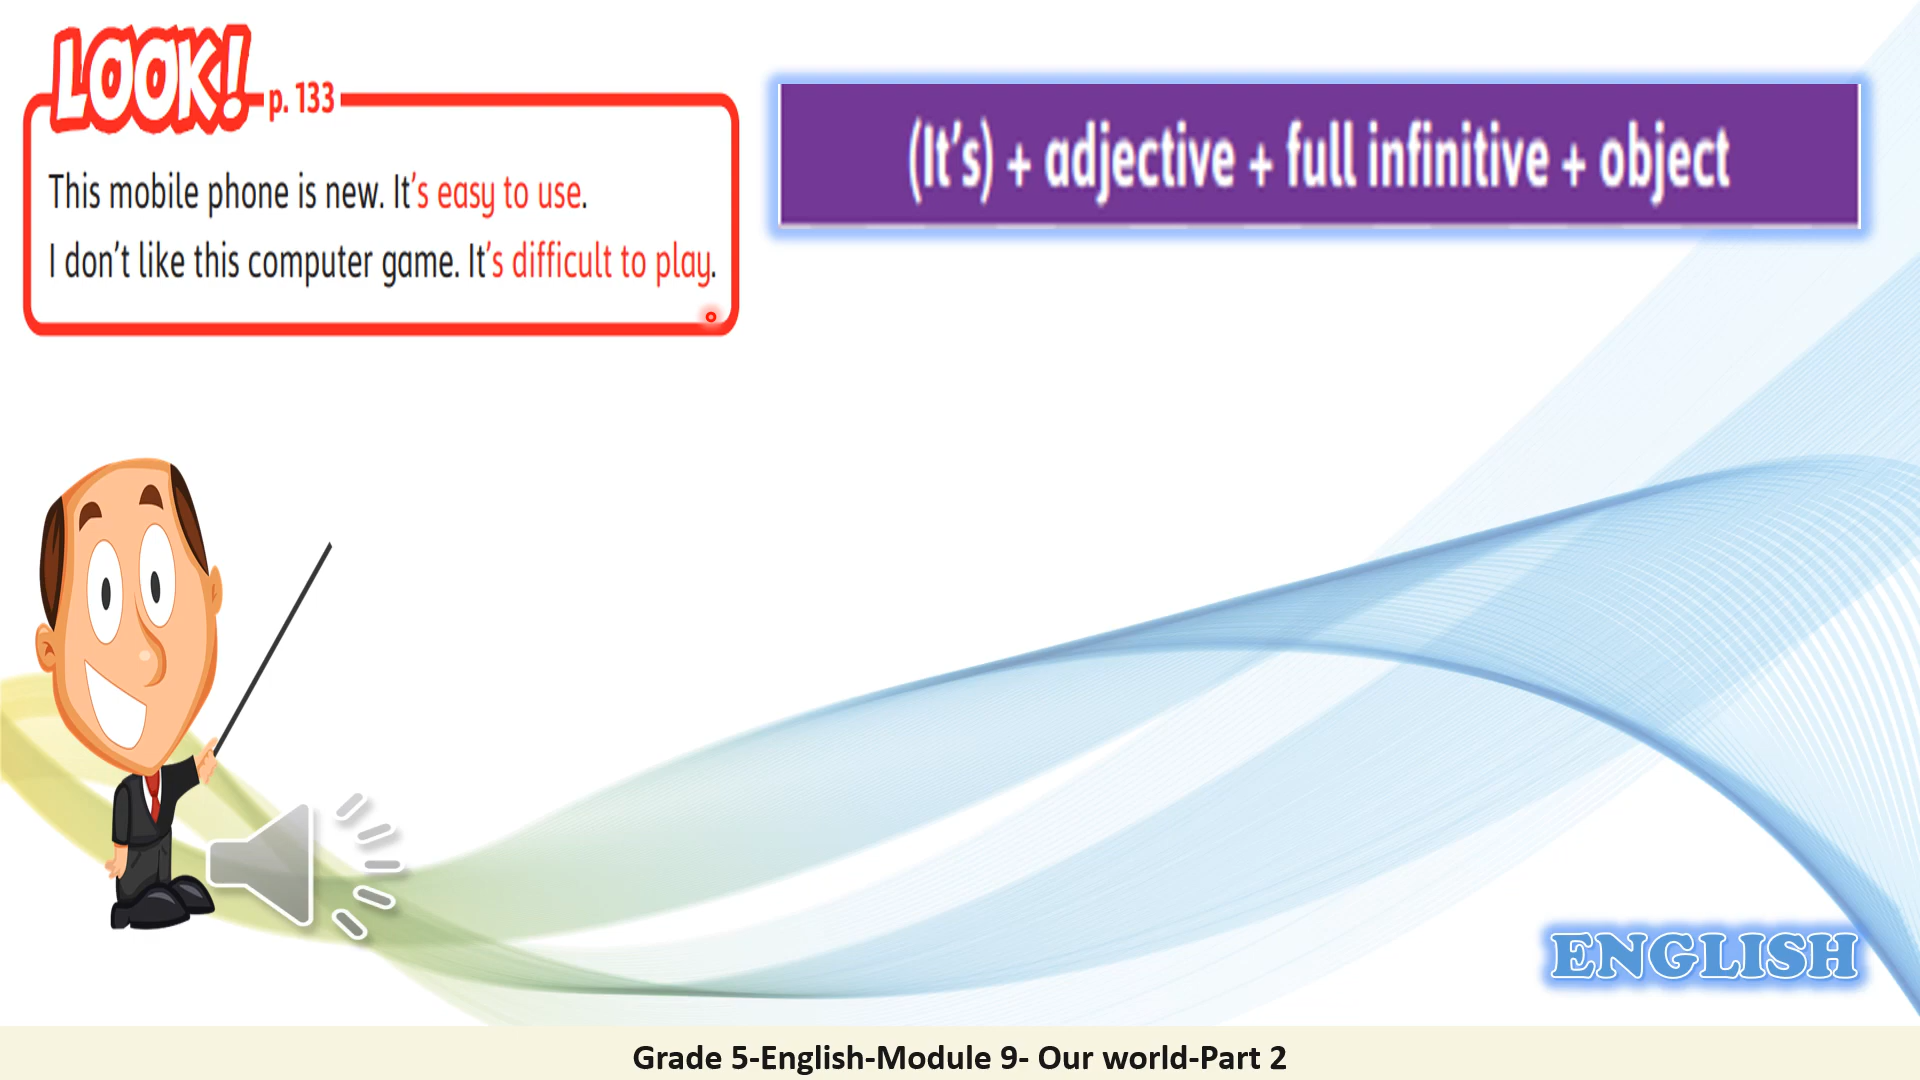 LOOK!
p. 133
This mobile phone is new. It's easy to use.
I don't like this computer game. It's difficult to play.
(It's) + adjective + full infinitive + object
ENGLISH
Grade 5-English-Module 9- Our world-Part 2